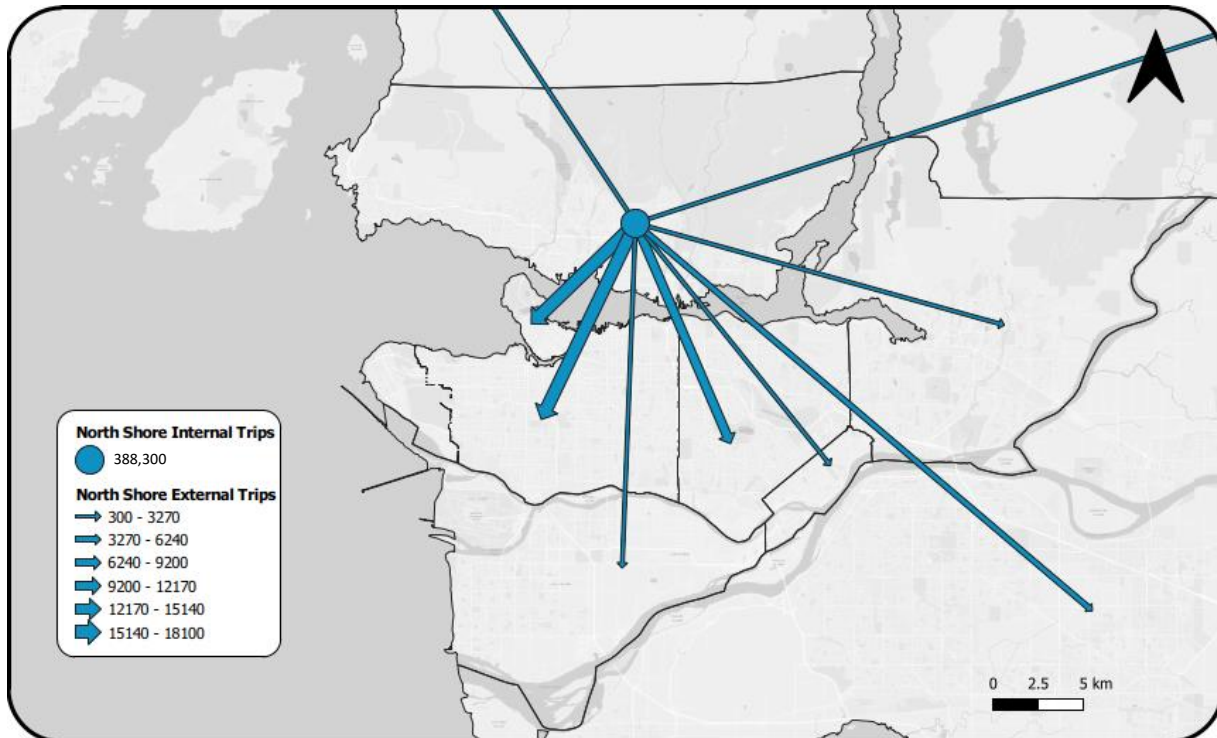 North Shore Internal Trips
388,300
North Shore External Trips
300 - 3270
3270 - 6240
6240 - 9200
9200 - 12170
12170 - 15140
15140 - 18100
0 2.5 5 km